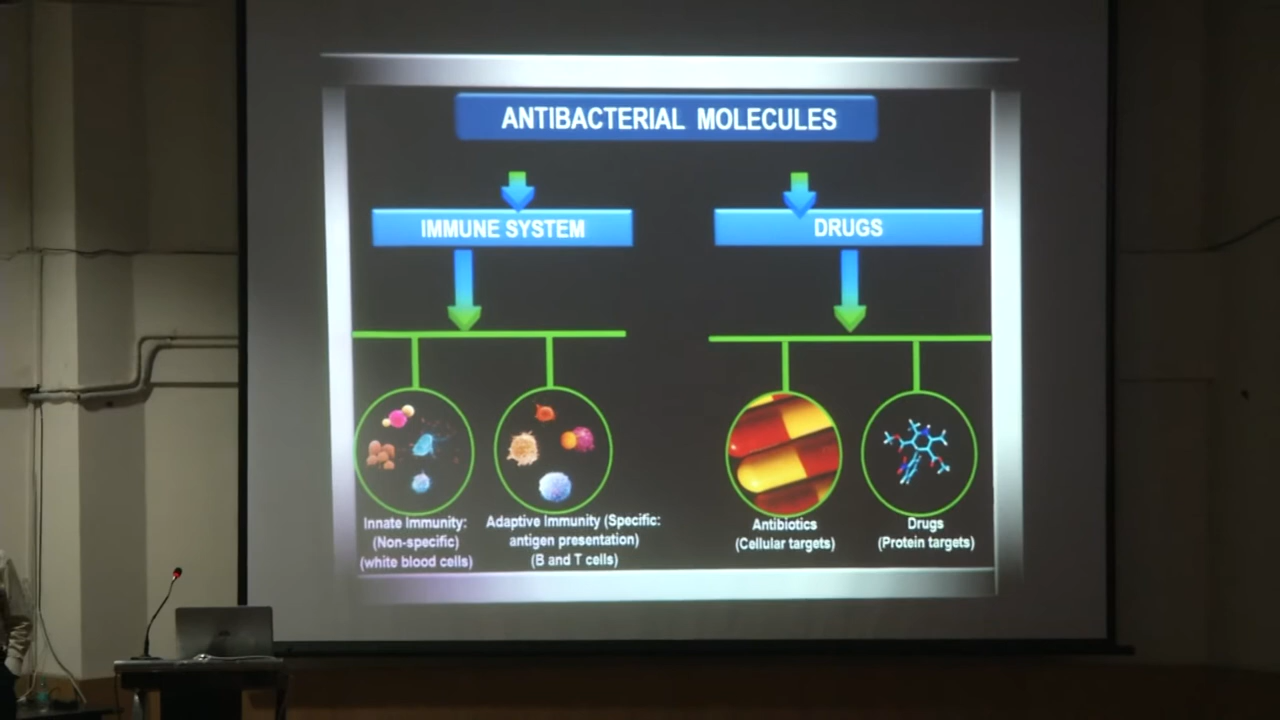 ANTIBACTERIAL MOLECULES
IMMUNE SYSTEM
DRUGS
Innate Immunity:
(Non-specific)
(white blood cells)
Adaptive Immunity (Specific:
antigen presentation)
(B and T cells)
Antibiotics
(Cellular targets)
Drugs
(Protein targets)